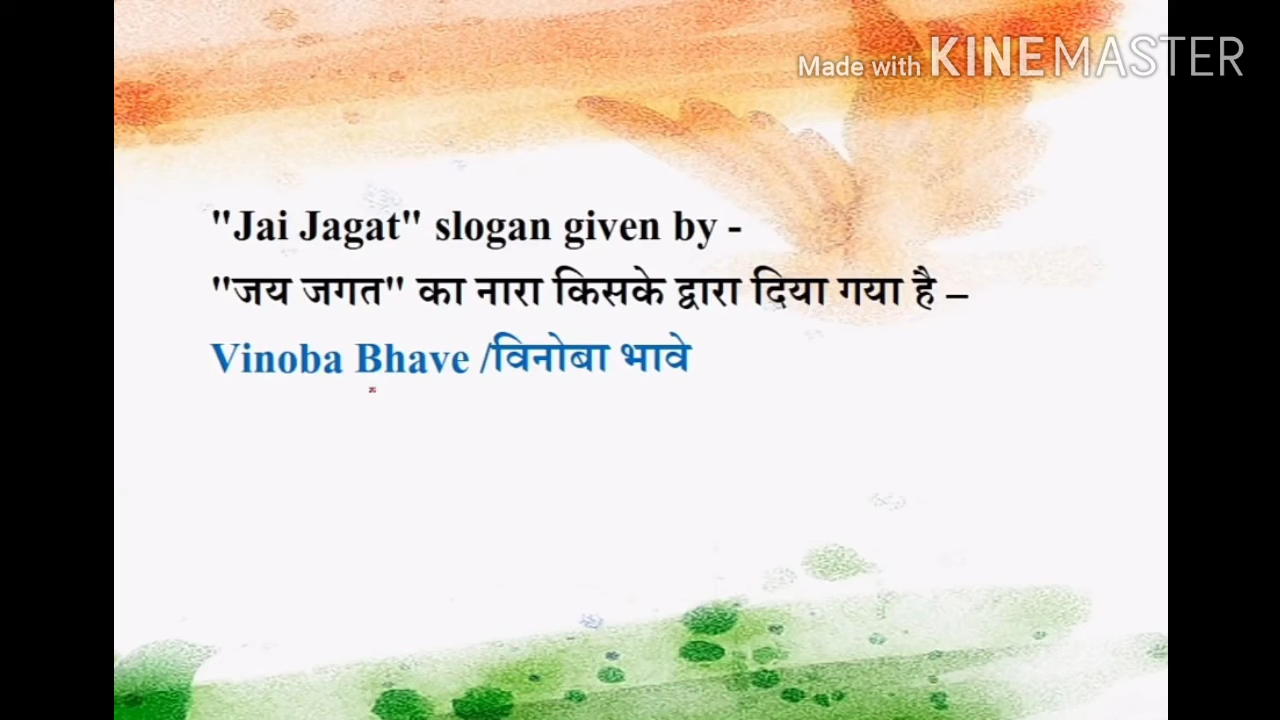 Made with KINEMASTER
"Jai Jagat" slogan given by -
"जय जगत" का नारा किसके द्वारा दिया गया है –
Vinoba Bhave /विनोबा भावे